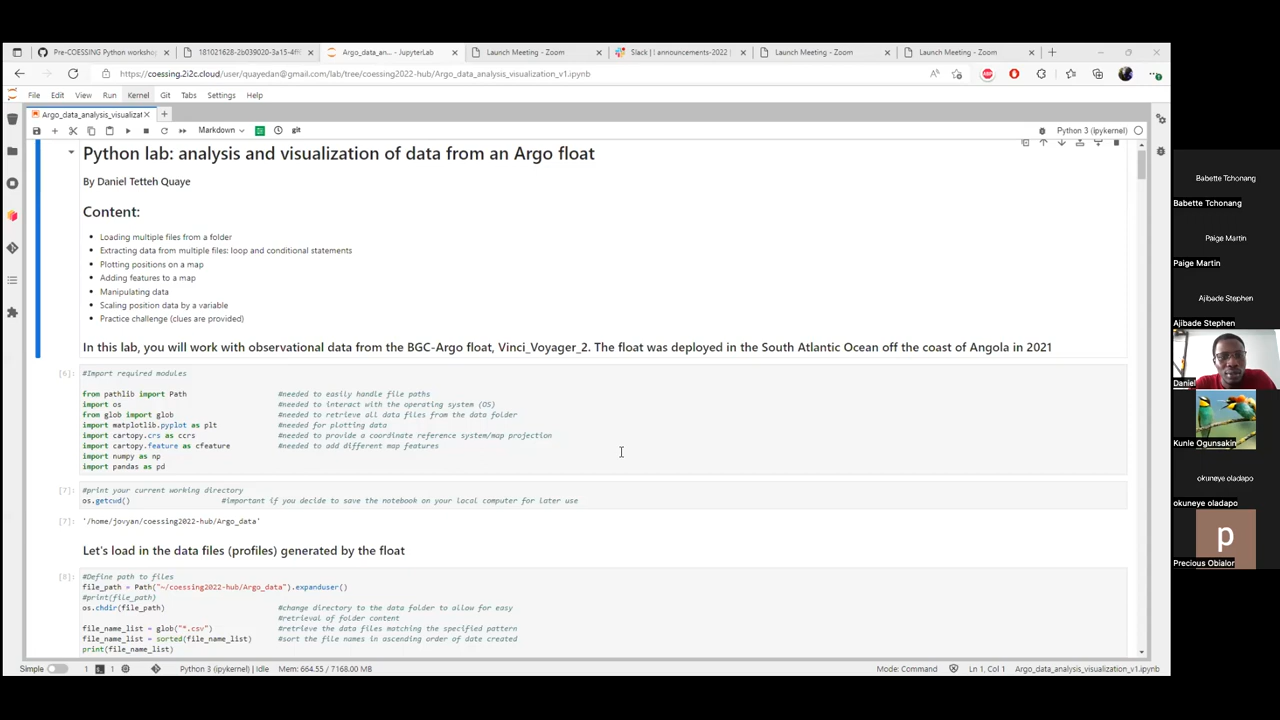 Pre-COESSING Python worksho
181021628-2b039020-3a15-4ff
Argo_data_an... - JupyterLab
Launch Meeting - Zoom
Slack | announcements-2022
Launch Meeting - Zoom
Launch Meeting - Zoom
https://coessing.2i2c.cloud/user/quayedan@gmail.com/lab/tree/coessing2022-hub/Argo_data_analysis_visualization_v1.ipynb
File Edit View Run Kernel Git Tabs Settings Help
Argo_data_analysis_visualizat
Markdown
git
Python 3 (ipykernel)
Python lab: analysis and visualization of data from an Argo float
By Daniel Tetteh Quaye
Content:
Loading multiple files from a folder
Extracting data from multiple files: loop and conditional statements
Plotting positions on a map
Adding features to a map
Manipulating data
Scaling position data by a variable
Practice challenge (clues are provided)
In this lab, you will work with observational data from the BGC-Argo float, Vinci_Voyager_2. The float was deployed in the South Atlantic Ocean off the coast of Angola in 2021
[6]: #Import required modules
from pathlib import Path #needed to easily handle file paths
import os #needed to interact with the operating system (OS)
from glob import glob #needed to retrieve all data files from the data folder
import matplotlib.pyplot as plt #needed for plotting data
import cartopy.crs as ccrs #needed to provide a coordinate reference system/map projection
import cartopy.feature as cfeature #needed to add different map features
import numpy as np
import pandas as pd
[7]: #print your current working directory
os.getcwd() #important if you decide to save the notebook on your local computer for later use
[7]: '/home/jovyan/coessing2022-hub/Argo_data'
Let's load in the data files (profiles) generated by the float
[8]: #Define path to files
file_path = Path("~/coessing2022-hub/Argo_data").expanduser()
#print(file_path)
os.chdir(file_path) #change directory to the data folder to allow for easy
#retrieval of folder content
file_name_list = glob("*.csv") #retrieve the data files matching the specified pattern
file_name_list = sorted(file_name_list) #sort the file names in ascending order of date created
print(file_name_list)
Simple 1 1 Python 3 (ipykernel) | Idle Mem: 664.55 / 7168.00 MB Mode: Command Ln 1, Col 1 Argo_data_analysis_visualization_v1.ipynb
Babette Tchonang
Babette Tchonang
Paige Martin
Paige Martin
Ajibade Stephen
Ajibade Stephen
Daniel
Kunle Ogunsakin
okuneye oladapo
okuneye oladapo
p
Precious Obialor